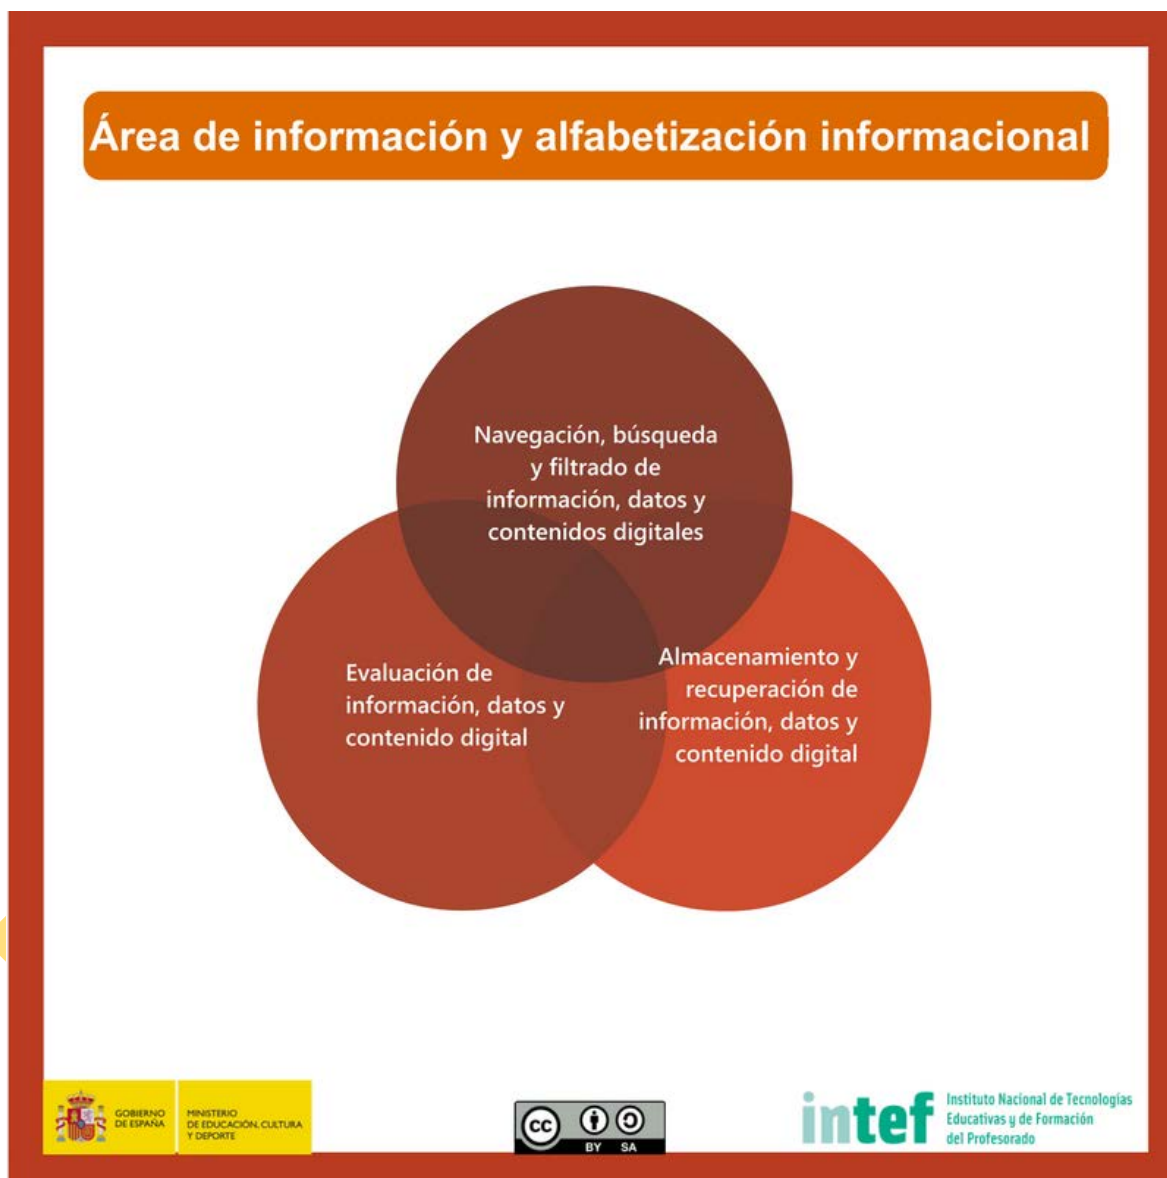 Área de información y alfabetización informacional
Navegación, búsqueda
y filtrado de
información, datos y
contenidos digitales
Evaluación de
información, datos y
contenido digital
Almacenamiento y
recuperación de
información, datos y
contenido digital
GOBIERNO
DE ESPAÑA
MINISTERIO
DE EDUCACIÓN, CULTURA
Y DEPORTE
cc
BY SA
intef
Instituto Nacional de Tecnologías
Educativas y de Formación
del Profesorado